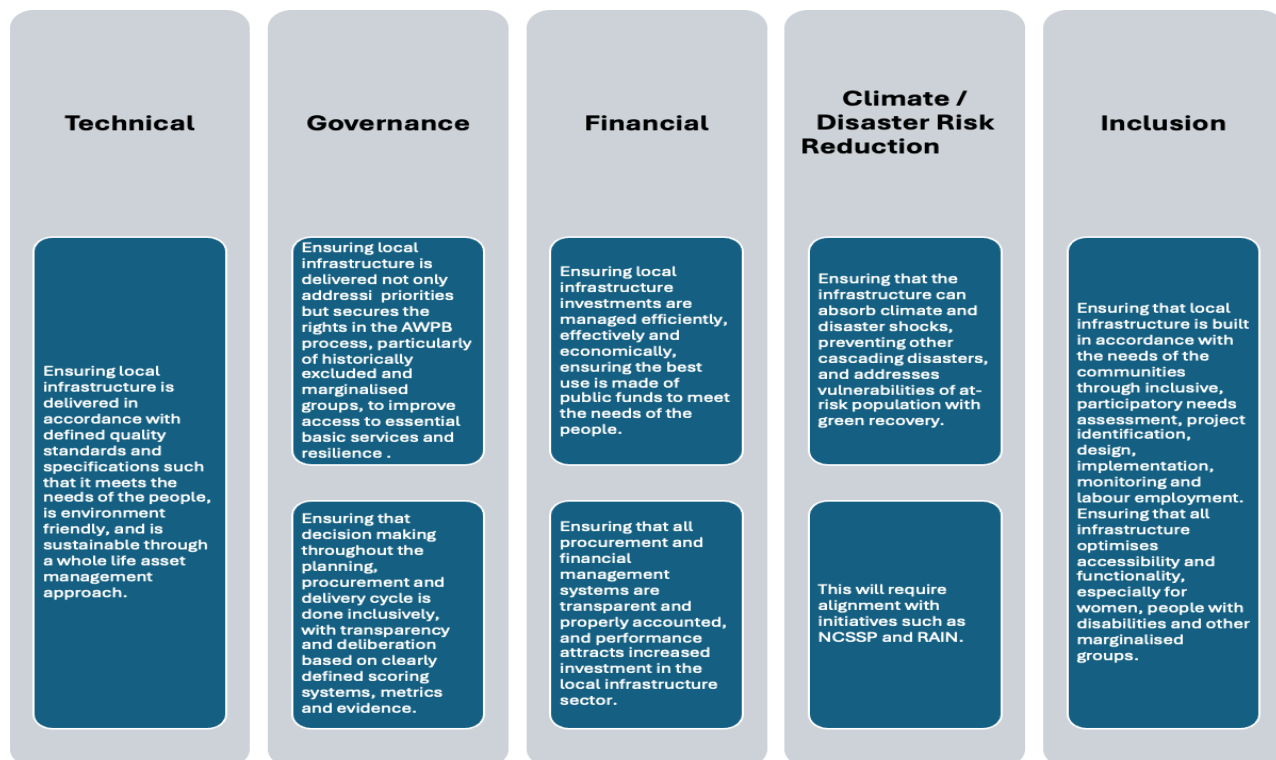 Technical
Ensuring local
infrastructure is
delivered in
accordance with
defined quality
standards and
specifications such
that it meets the
needs of the people,
is environment
friendly, and is
sustainable through
a whole life asset
management
approach.
Governance
Ensuring local
infrastructure is
delivered not only
addressi  priorities
but secures the
rights in the AWPB
process, particularly
of historically
excluded and
marginalised
groups, to improve
access to essential
basic services and
resilience .
Ensuring that
decision making
throughout the
planning,
procurement and
delivery cycle is
done inclusively,
with transparency
and deliberation
based on clearly
defined scoring
systems, metrics
and evidence.
Financial
Ensuring local
infrastructure
investments are
managed efficiently,
effectively and
economically,
ensuring the best
use is made of
public funds to meet
the needs of the
people.
Ensuring that all
procurement and
financial
management
systems are
transparent and
properly accounted,
and performance
attracts increased
investment in the
local infrastructure
sector.
Climate /
Disaster Risk
Reduction
Ensuring that the
infrastructure can
absorb climate and
disaster shocks,
preventing other
cascading disasters,
and addresses
vulnerabilities of at-
risk population with
green recovery.
This will require
alignment with
initiatives such as
NCSSP and RAIN.
Inclusion
Ensuring that local
infrastructure is built
in accordance with
the needs of the
communities
through inclusive,
participatory needs
assessment, project
identification,
design,
implementation,
monitoring and
labour employment.
Ensuring that all
infrastructure
optimises
accessibility and
functionality,
especially for
women, people with
disabilities and other
marginalised
groups.